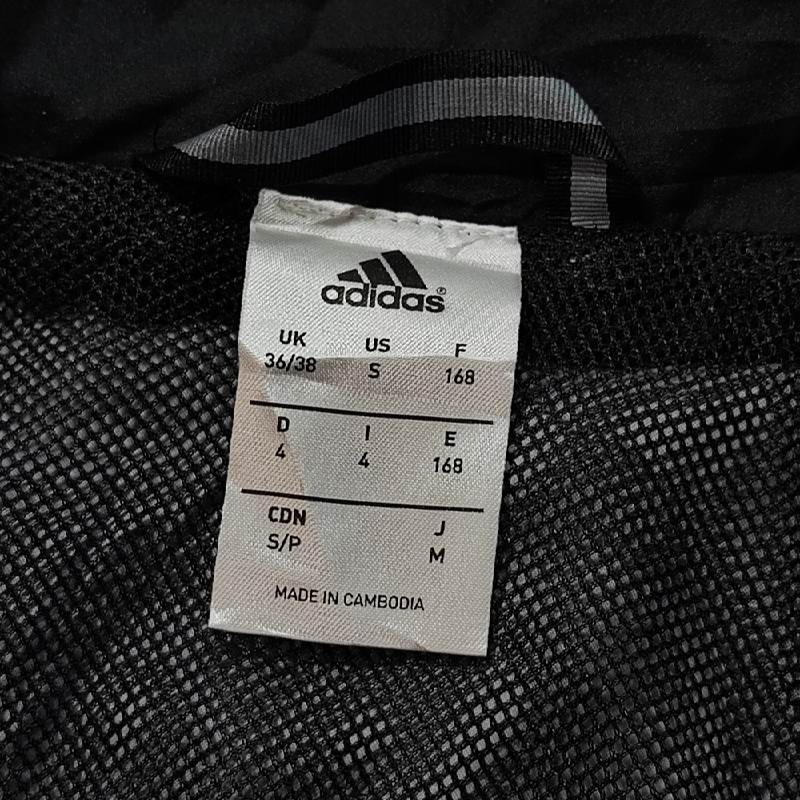 adidas®
UK US F
36/38 S 168
D I E
4 4 168
CDN J
S/P M
MADE IN CAMBODIA